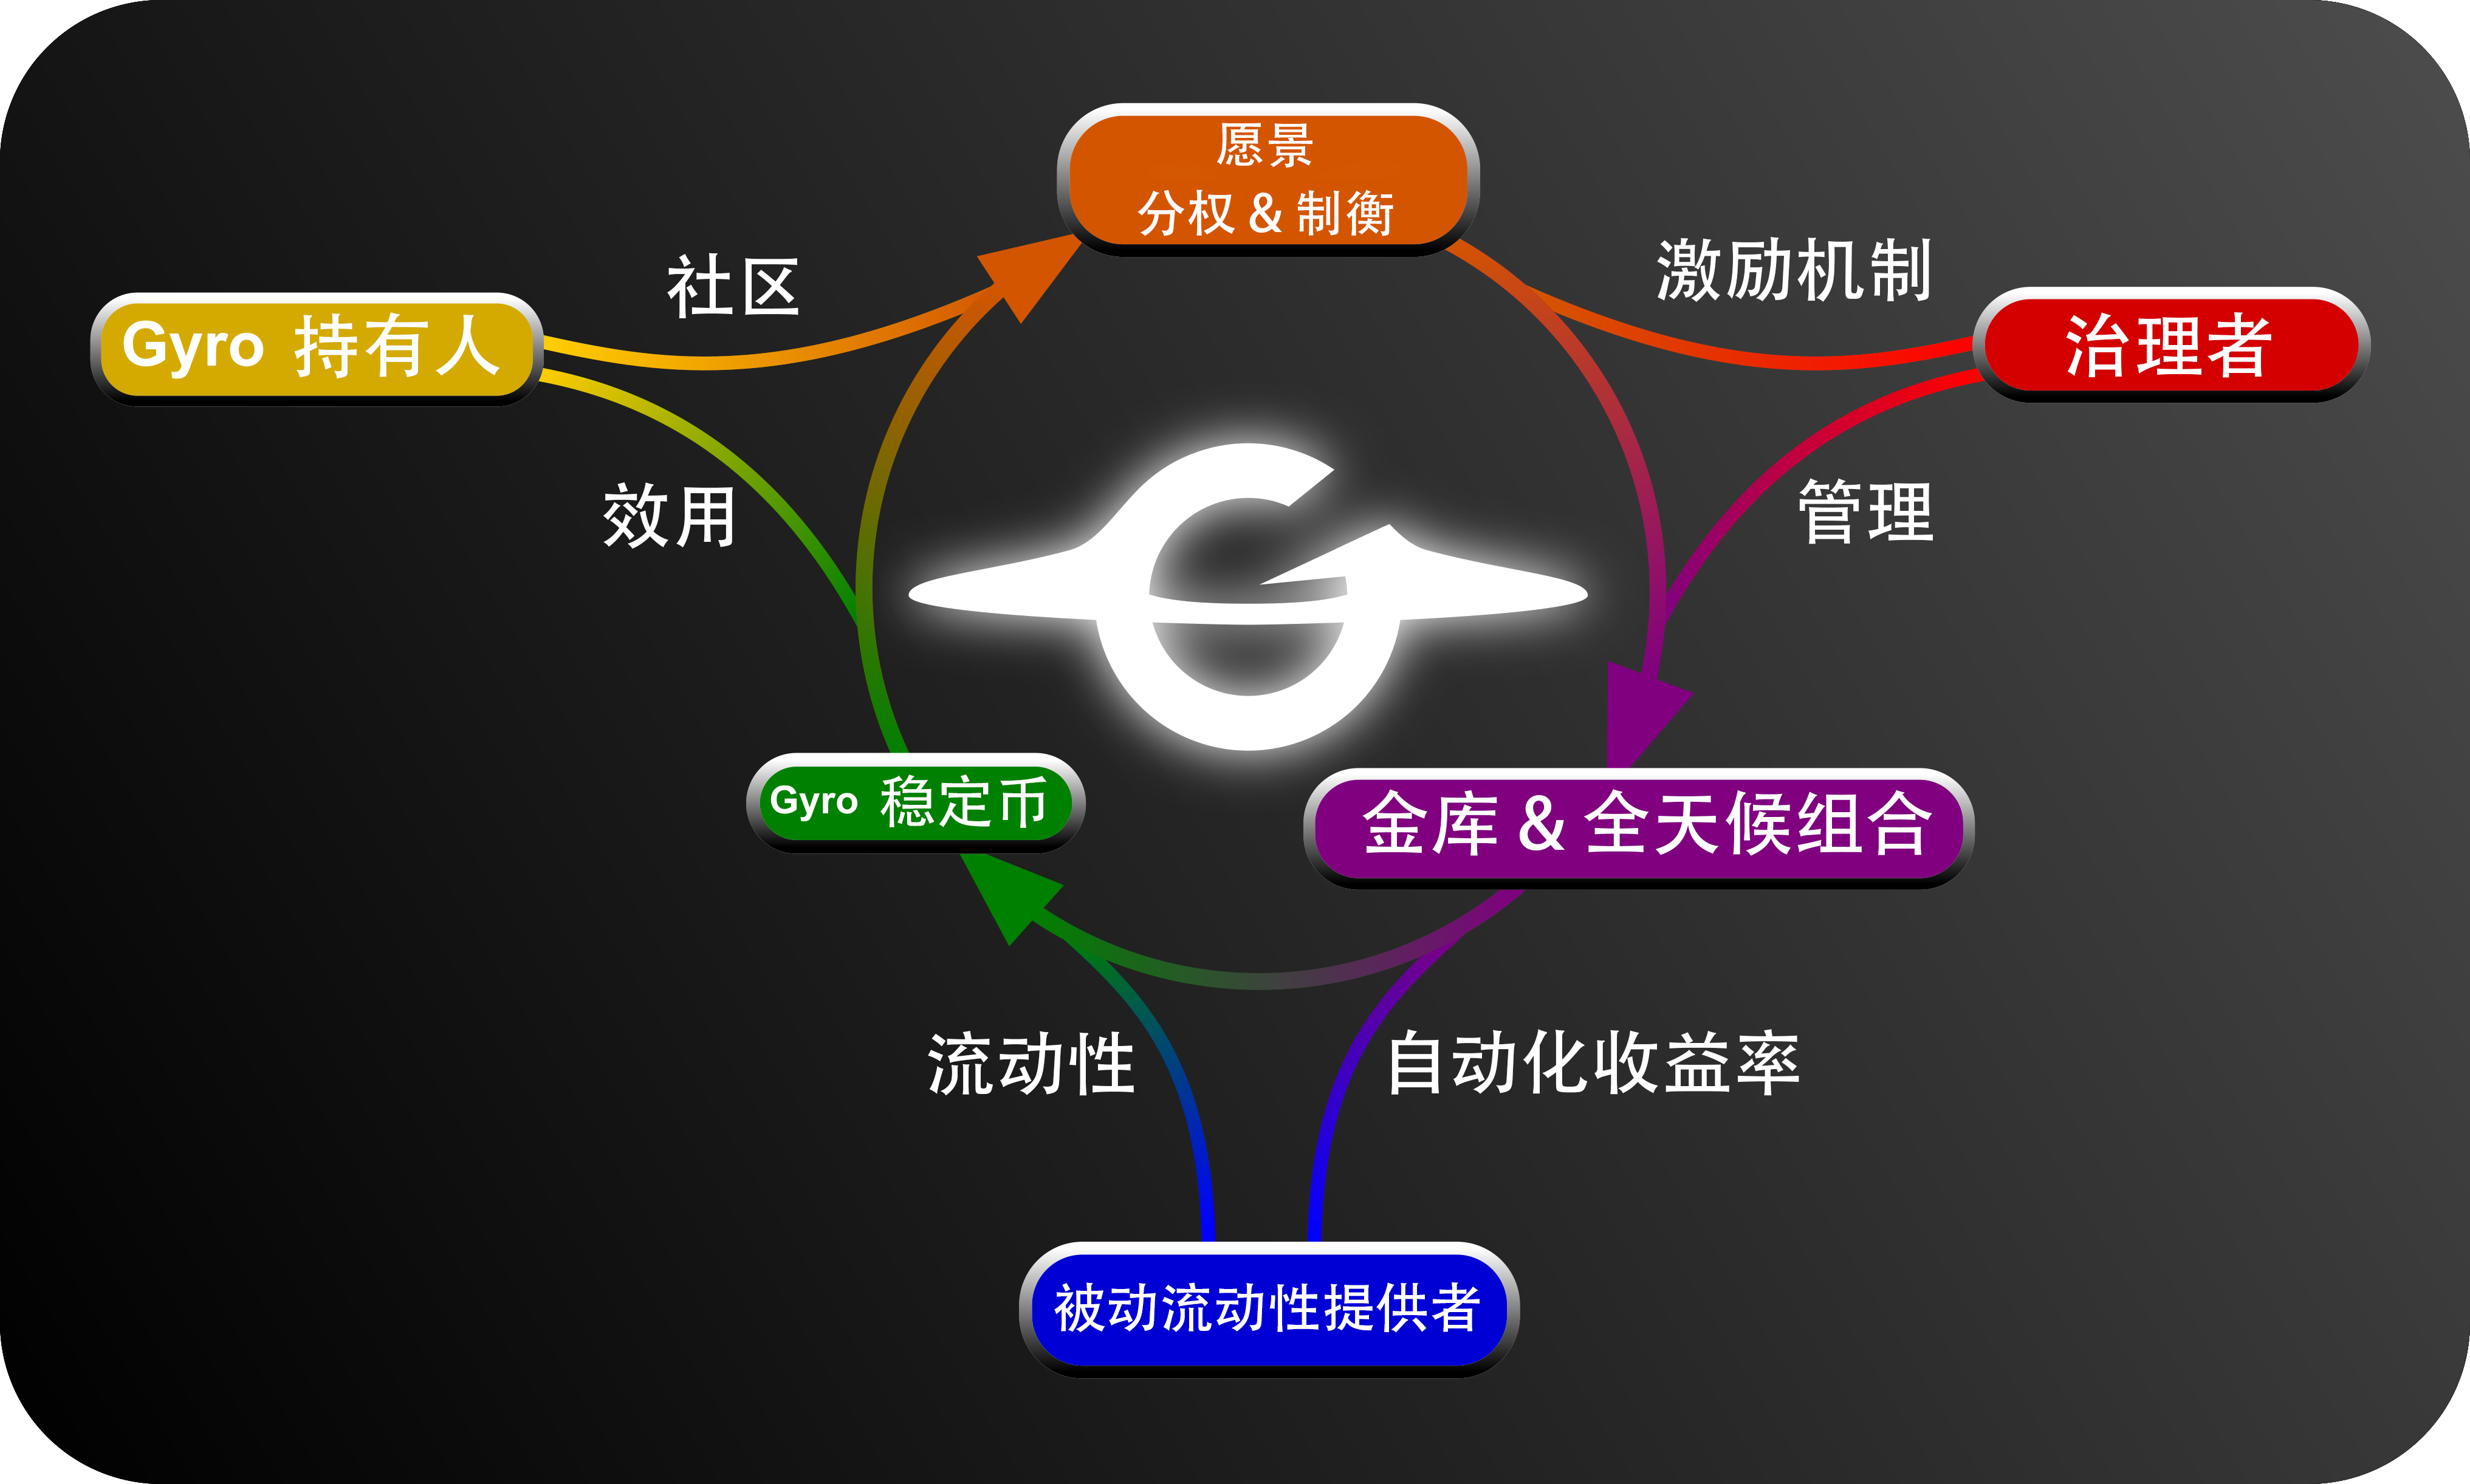 愿景
分权 & 制衡
社区
激励机制
Gyro 持有人
治理者
效用
管理
Gyro 稳定币
金库 & 全天候组合
流动性
自动化收益率
被动流动性提供者